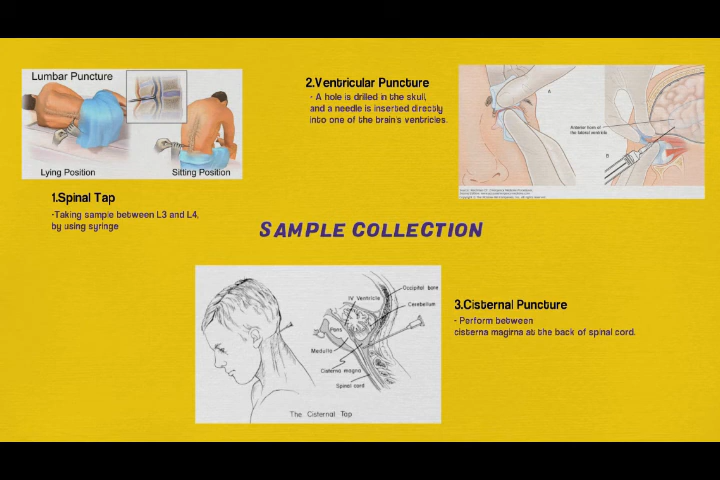 Lumbar Puncture
Lying Position
Sitting Position
1.Spinal Tap
-Taking sample between L3 and L4,
by using syringe
2.Ventricular Puncture
- A hole is drilled in the skull,
and a needle is inserted directly
into one of the brain's ventricles.
A
Anterior horn of
the lateral ventricle
B
SAMPLE COLLECTION
Occipital bone
IV Ventricle
Cerebellum
Pons
Medulla
Cisterna magna
Spinal cord
The Cisternal Tap
3.Cisternal Puncture
- Perform between
cisterna magirna at the back of spinal cord.